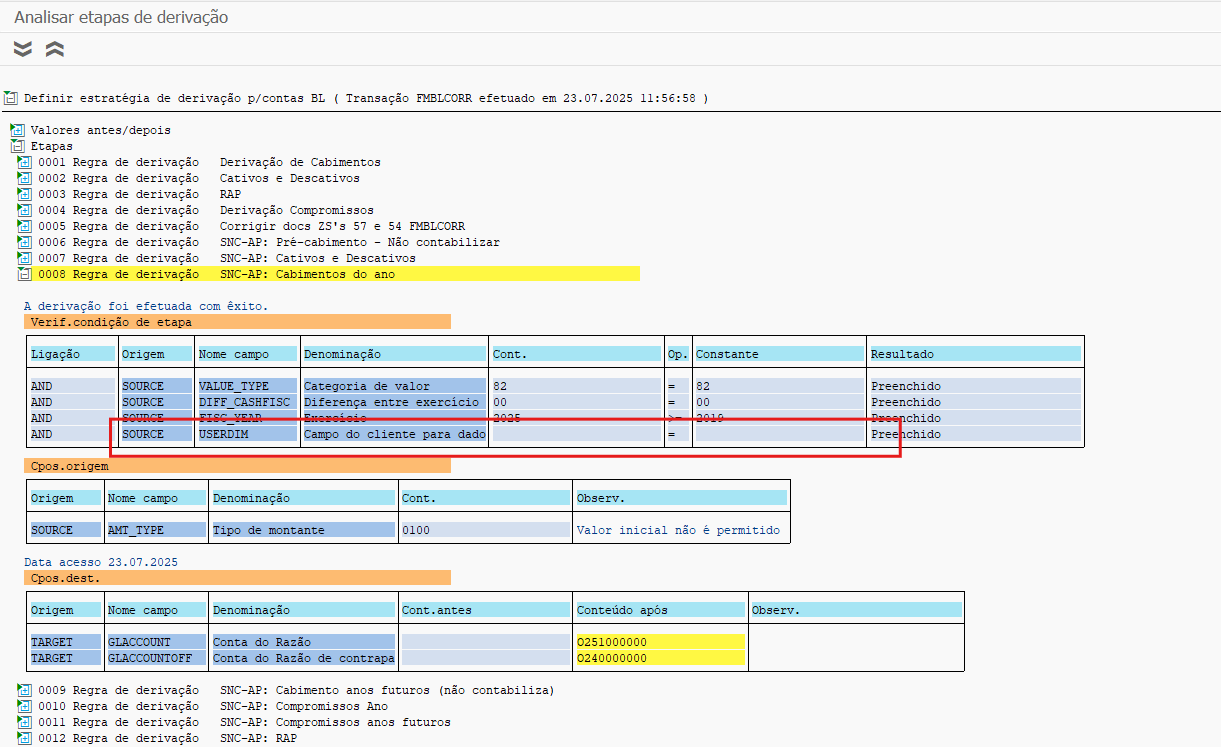 Analisar etapas de derivação
Definir estratégia de derivação p/contas BL ( Transação FMBLCORR efetuado em 23.07.2025 11:56:58 )
Valores antes/depois
Etapas
0001 Regra de derivação Derivação de Cabimentos
0002 Regra de derivação Cativos e Descativos
0003 Regra de derivação RAP
0004 Regra de derivação Derivação Compromissos
0005 Regra de derivação Corrigir docs ZS's 57 e 54 FMBLCORR
0006 Regra de derivação SNC-AP: Pré-cabimento - Não contabilizar
0007 Regra de derivação SNC-AP: Cativos e Descativos
0008 Regra de derivação SNC-AP: Cabimentos do ano
A derivação foi efetuada com êxito.
Verif.condição de etapa
Ligação Origem Nome campo Denominação Cont. Op. Constante Resultado
AND SOURCE VALUE_TYPE Categoria de valor 82 = 82 Preenchido
AND SOURCE DIFF_CASHFISC Diferença entre exercício 00 = 00 Preenchido
AND SOURCE FISC_YEAR Exercício 2025 >= 2019 Preenchido
AND SOURCE USERDIM Campo do cliente para dado = Preenchido
Cpos.origem
Origem Nome campo Denominação Cont. Observ.
SOURCE AMT_TYPE Tipo de montante 0100 Valor inicial não é permitido
Data acesso 23.07.2025
Cpos.dest.
Origem Nome campo Denominação Cont.antes Conteúdo após Observ.
TARGET GLACCOUNT Conta do Razão O251000000
TARGET GLACCOUNTOFF Conta do Razão de contrapa O240000000
0009 Regra de derivação SNC-AP: Cabimento anos futuros (não contabiliza)
0010 Regra de derivação SNC-AP: Compromissos Ano
0011 Regra de derivação SNC-AP: Compromissos anos futuros
0012 Regra de derivação SNC-AP: RAP